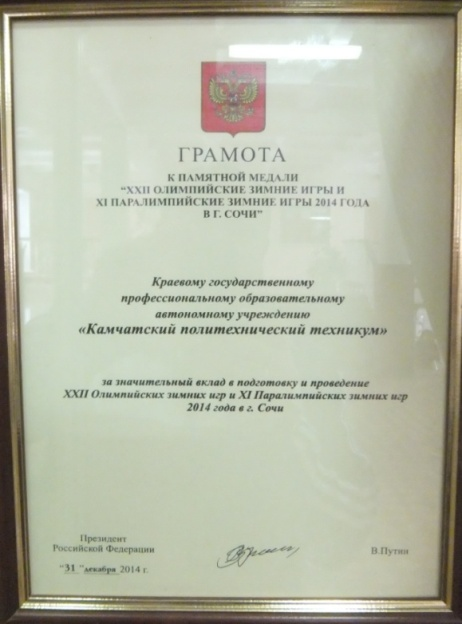 ГРАМОТА
К ПАМЯТНОЙ МЕДАЛИ
"XXII ОЛИМПИЙСКИЕ ЗИМНИЕ ИГРЫ И
XI ПАРАЛИМПИЙСКИЕ ЗИМНИЕ ИГРЫ 2014 ГОДА
В Г. СОЧИ"
Краевому государственному
профессиональному образовательному
автономному учреждению
«Камчатский политехнический техникум»
за значительный вклад в подготовку и проведение
XXII Олимпийских зимних игр и XI Паралимпийских зимних игр
2014 года в г. Сочи
Президент
Российской Федерации
В.Путин
"31 "декабря 2014 г.